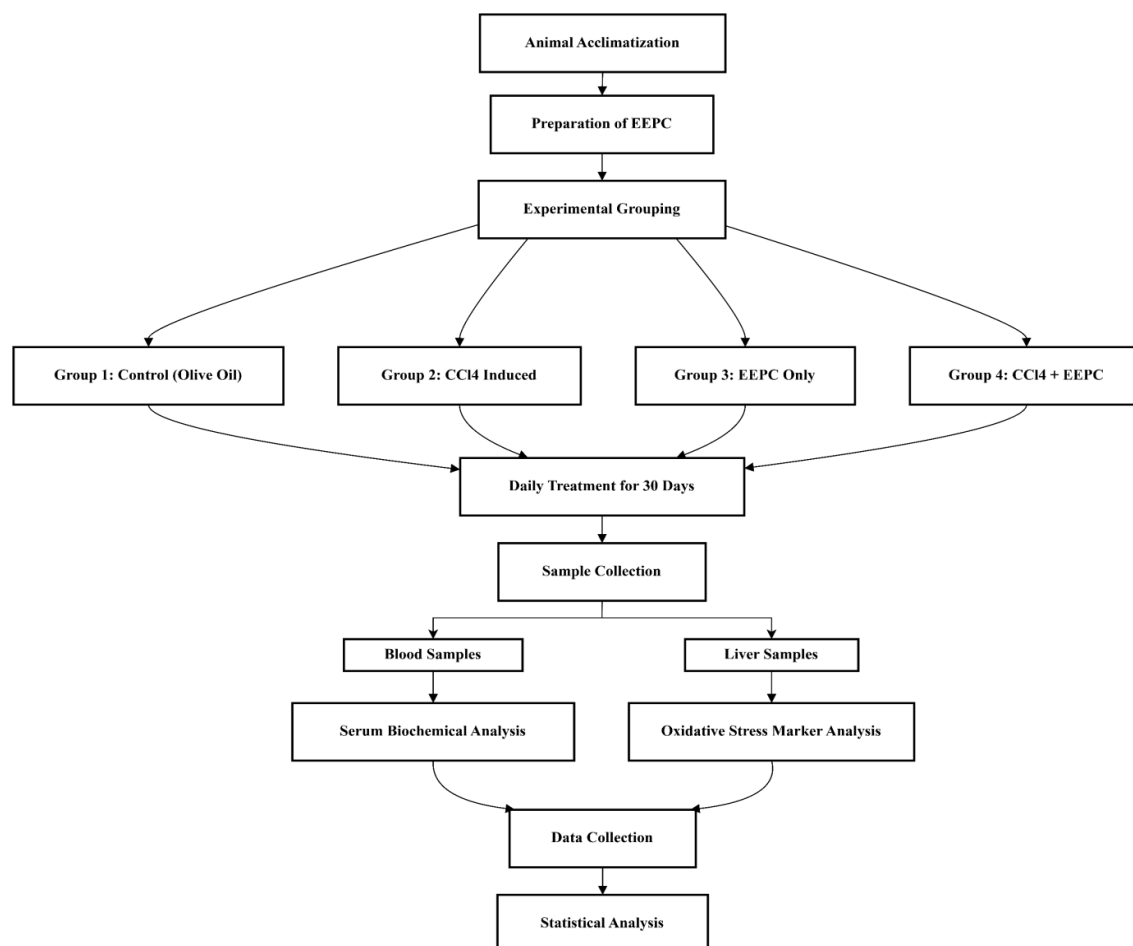 Animal Acclimatization
Preparation of EEPC
Experimental Grouping
Group 1: Control (Olive Oil)
Group 2: CCl4 Induced
Group 3: EEPC Only
Group 4: CCl4 + EEPC
Daily Treatment for 30 Days
Sample Collection
Blood Samples
Liver Samples
Serum Biochemical Analysis
Oxidative Stress Marker Analysis
Data Collection
Statistical Analysis